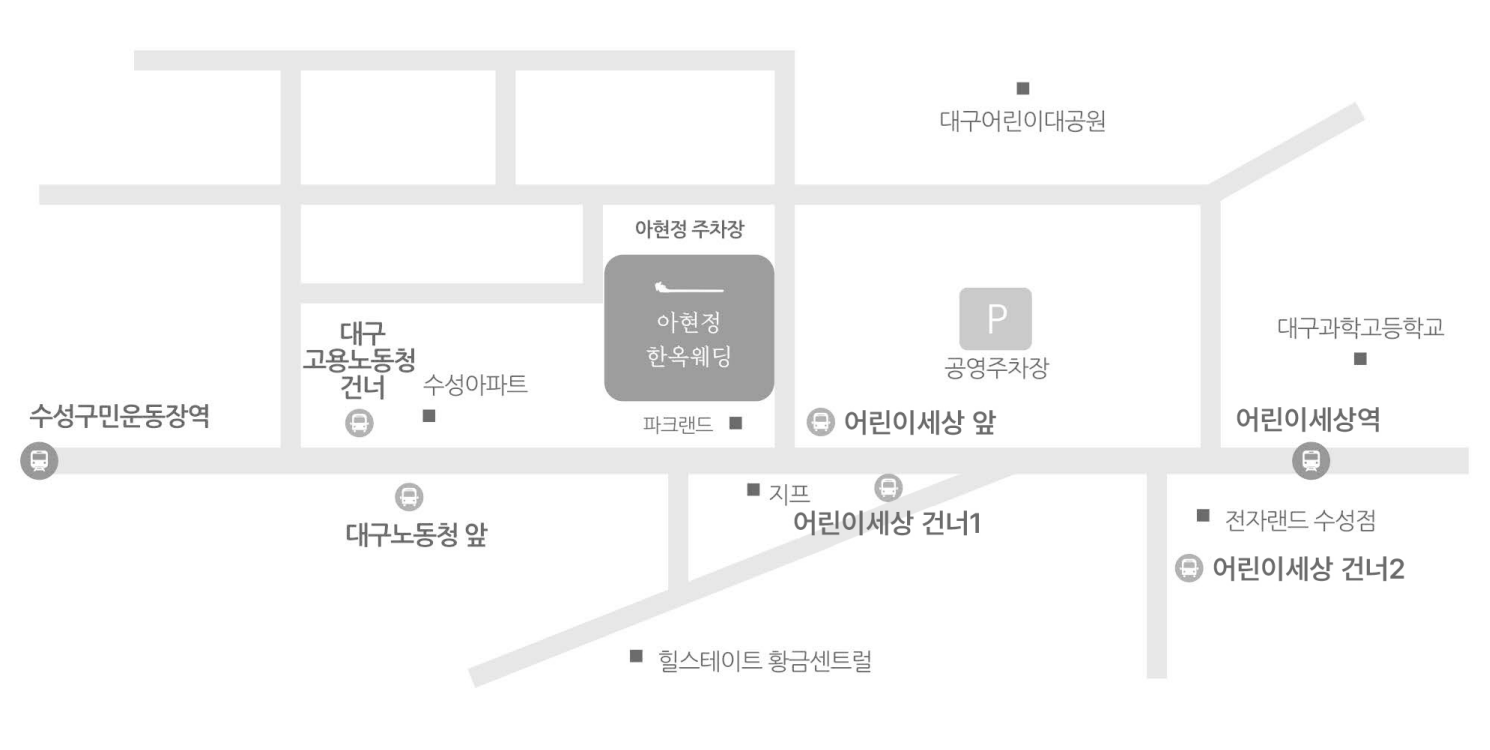 대구어린이대공원
아현정 주차장
아현정
한옥웨딩
P
공영주차장
대구과학고등학교
대구
고용노동청
건너
수성아파트
수성구민운동장역
파크랜드
어린이세상 앞
어린이세상역
지프
어린이세상 건너1
대구노동청 앞
전자랜드 수성점
어린이세상 건너2
힐스테이트 황금센트럴